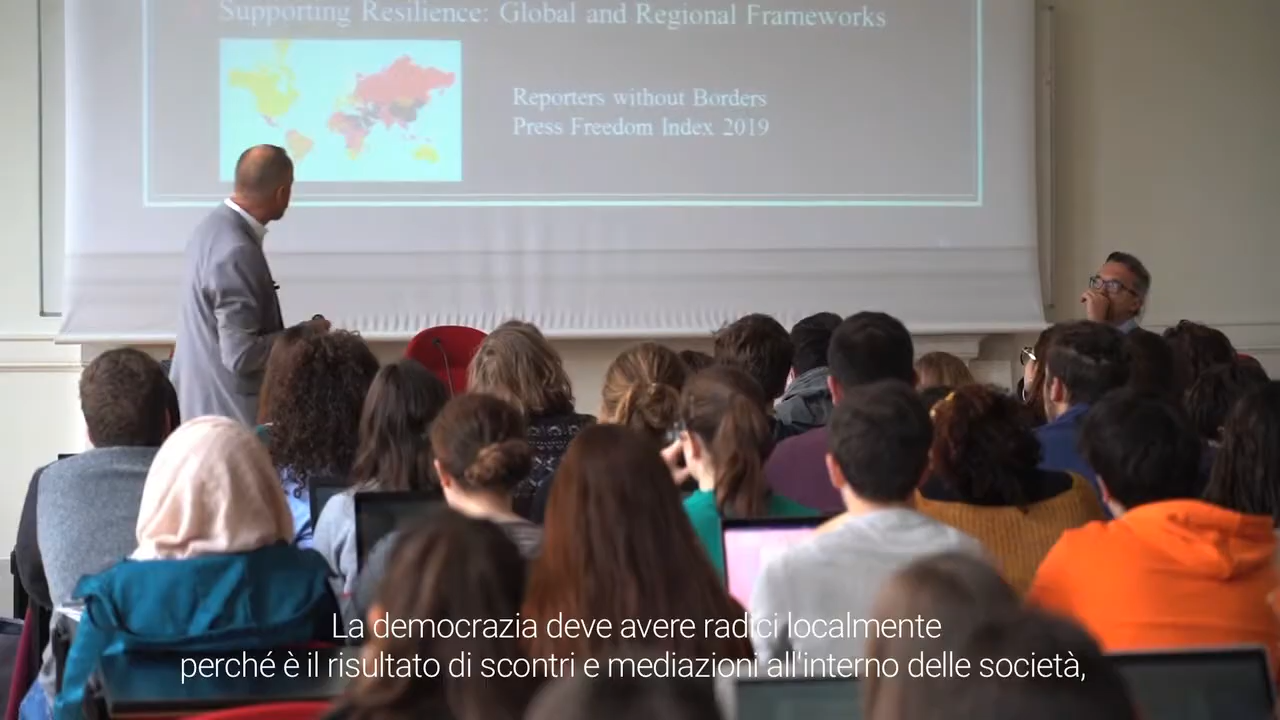 Supporting Resilience: Global and Regional Frameworks
Reporters without Borders
Press Freedom Index 2019
La democrazia deve avere radici localmente
perché è il risultato di scontri e mediazioni all'interno delle società,